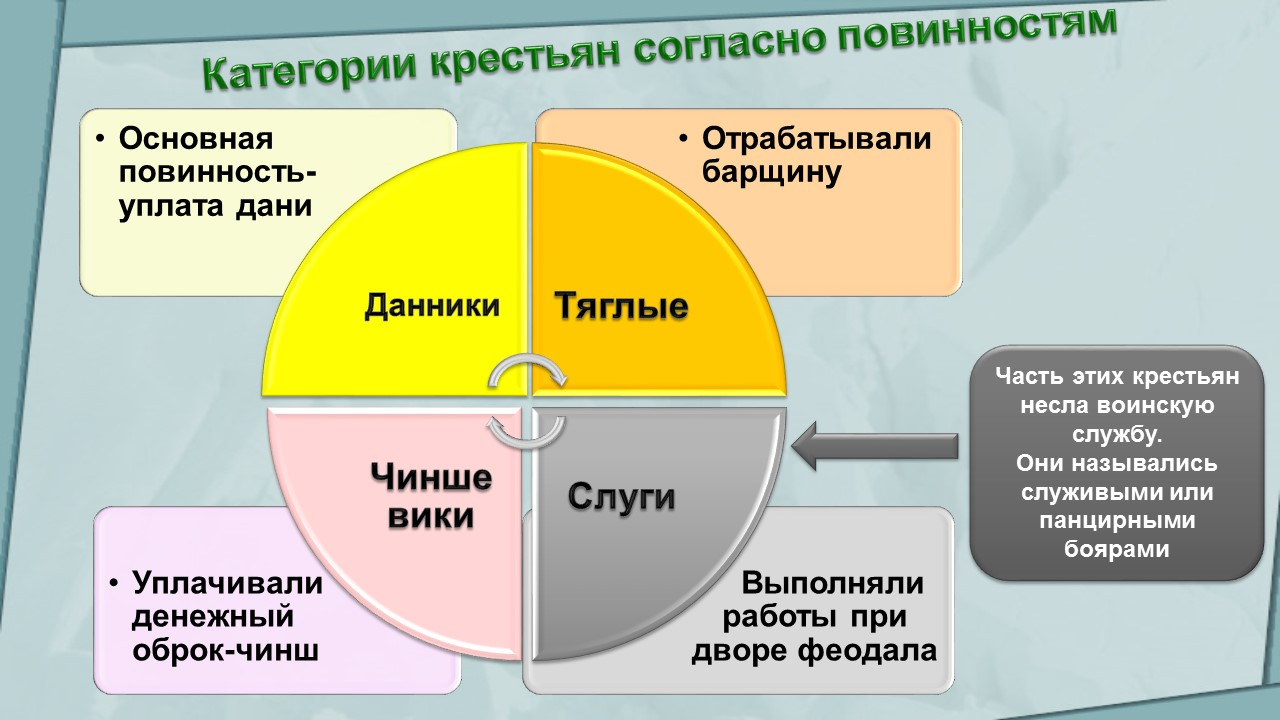 Категории крестьян согласно повинностям
• Основная
повинность-
уплата дани
• Отрабатывали
барщину
Данники
Тяглые
Чинше
вики
Слуги
• Уплачивали
денежный
оброк-чинш
Выполняли
работы при
дворе феодала
Часть этих крестьян
несла воинскую
службу.
Они назывались
служивыми или
панцирными
боярами